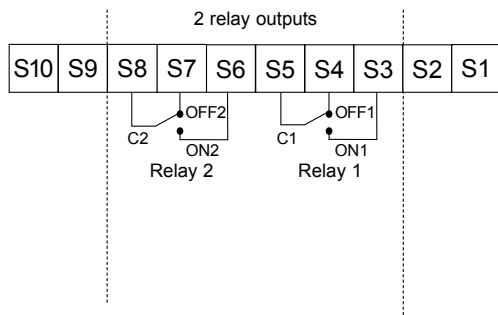 2 relay outputs
S10 S9 S8 S7 S6 S5 S4 S3 S2 S1
OFF2 OFF1
C2 C1
ON2 ON1
Relay 2 Relay 1